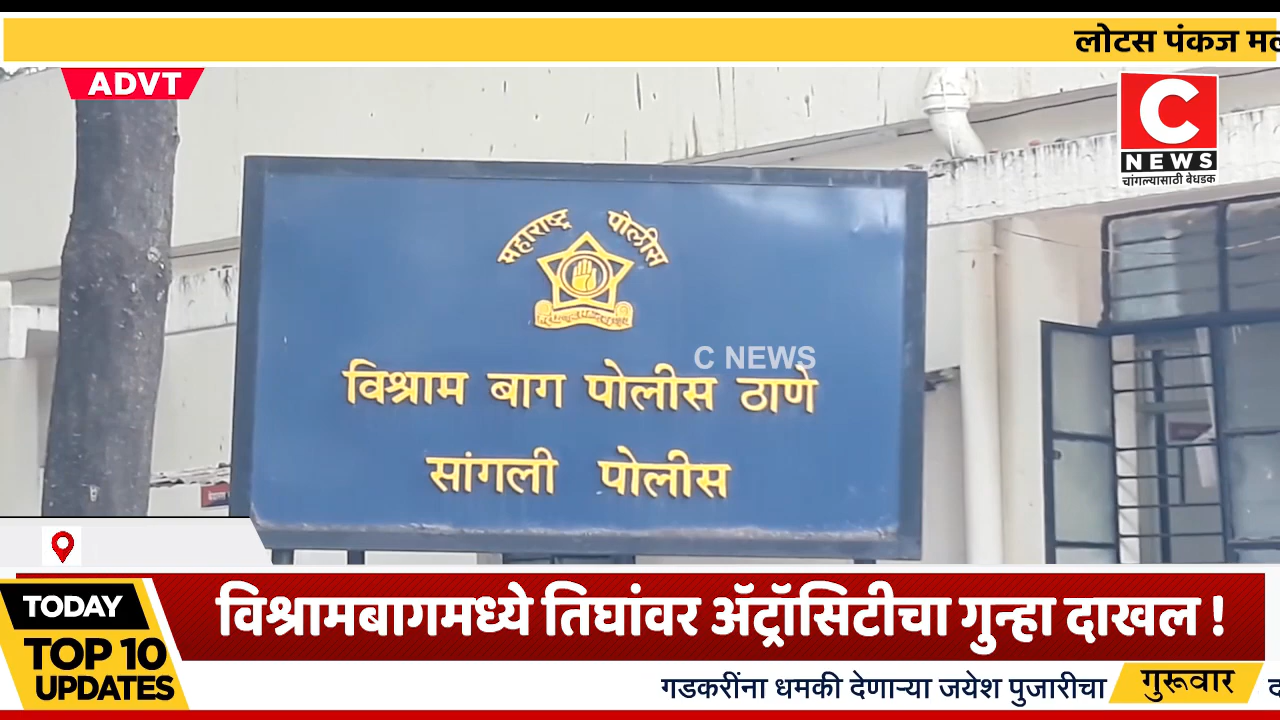 लोटस पंकज
ADVT
C
NEWS
चांगल्यासाठी बेधडक
महाराष्ट्र पोलीस
C NEWS
विश्राम बाग पोलीस ठाणे
सांगली पोलीस
TODAY
TOP 10
UPDATES
विश्रामबागमध्ये तिघांवर ॲट्रॉसिटीचा गुन्हा दाखल !
गडकरींना धमकी देणाऱ्या जयेश पुजारीचा
गुरूवार